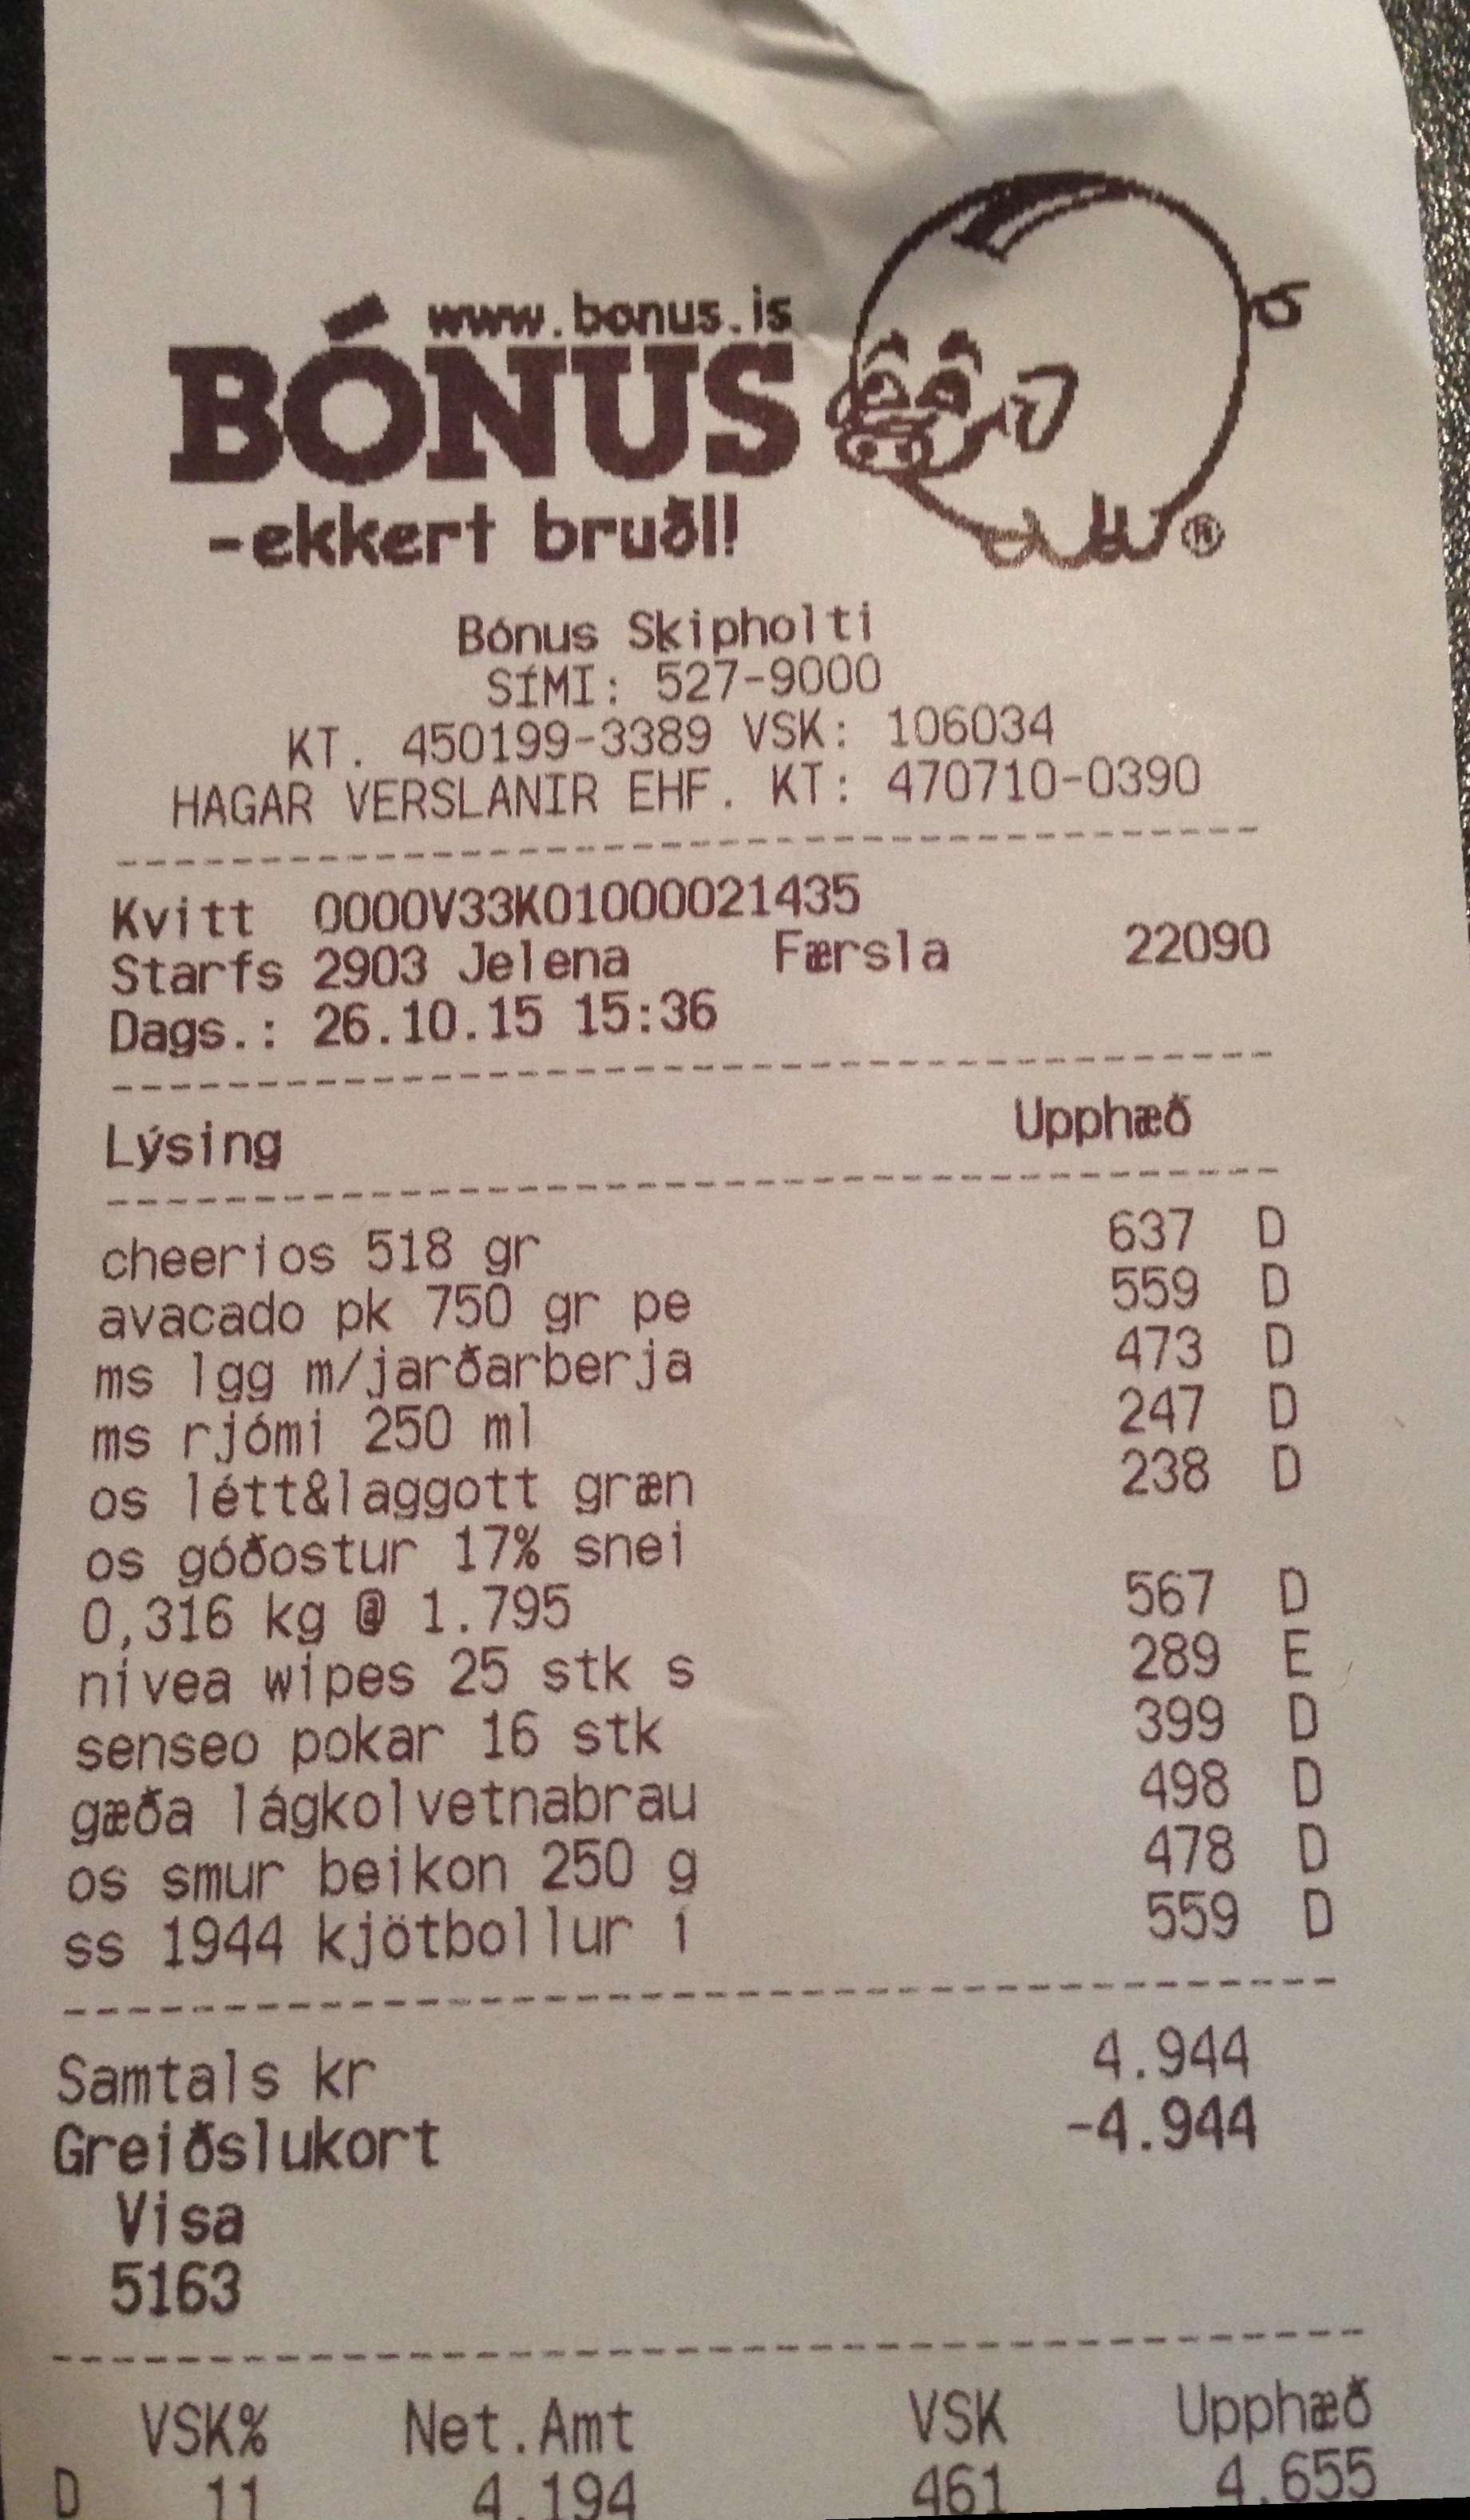 www.bonus.is
BÓNUS
-ekkert bruðl!
Bónus Skipholti
SÍMI: 527-9000
KT. 450199-3389 VSK: 106034
HAGAR VERSLANIR EHF. KT: 470710-0390
Kvitt 0000V33K01000021435
Starfs 2903 Jelena Færsla 22090
Dags.: 26.10.15 15:36
Lýsing Upphæð
cheerios 518 gr 637 D
avacado pk 750 gr pe 559 D
ms lgg m/jarðarberja 473 D
ms rjómi 250 ml 247 D
os létt&laggott græn 238 D
os góðostur 17% snei
0,316 kg @ 1.795 567 D
nivea wipes 25 stk s 289 E
senseo pokar 16 stk 399 D
gæða lágkolvetnabrau 498 D
os smur beikon 250 g 478 D
ss 1944 kjötbollur í 559 D
Samtals kr 4.944
Greiðslukort -4.944
Visa
5163
VSK% Net.Amt VSK Upphæð
D 11 4.194 461 4.655